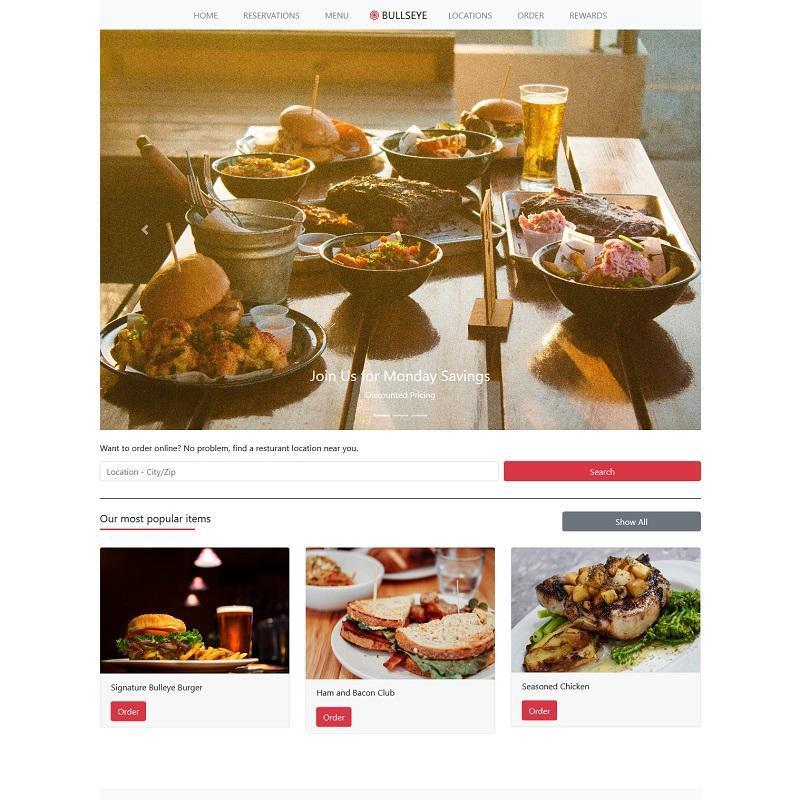 HOME RESERVATIONS MENU BULLSEYE LOCATIONS ORDER REWARDS
Join Us for Monday Savings
Discounted Pricing
Want to order online? No problem, find a resturant location near you.
Location - City/Zip Search
Our most popular items Show All
Signature Bulleye Burger
Ham and Bacon Club
Seasoned Chicken
Order
Order
Order